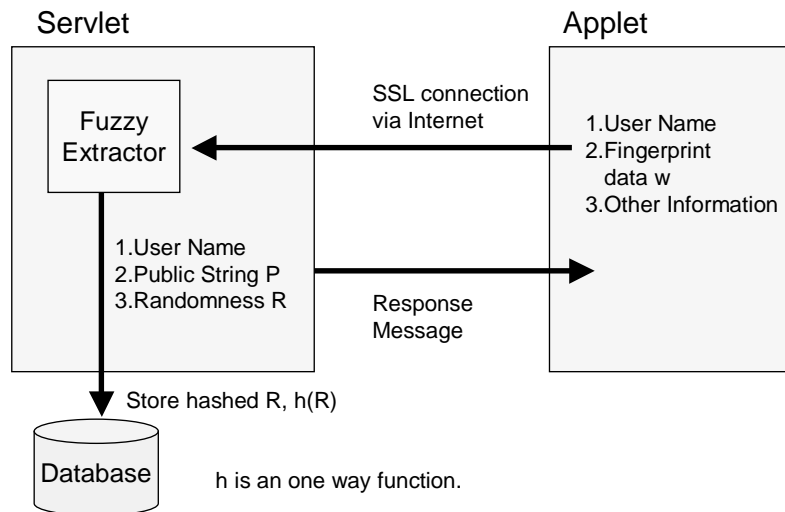 Servlet
Applet
Fuzzy
Extractor
SSL connection
via Internet
1.User Name
2.Fingerprint
data w
3.Other Information
1.User Name
2.Public String P
3.Randomness R
Response
Message
Store hashed R, h(R)
Database
h is an one way function.